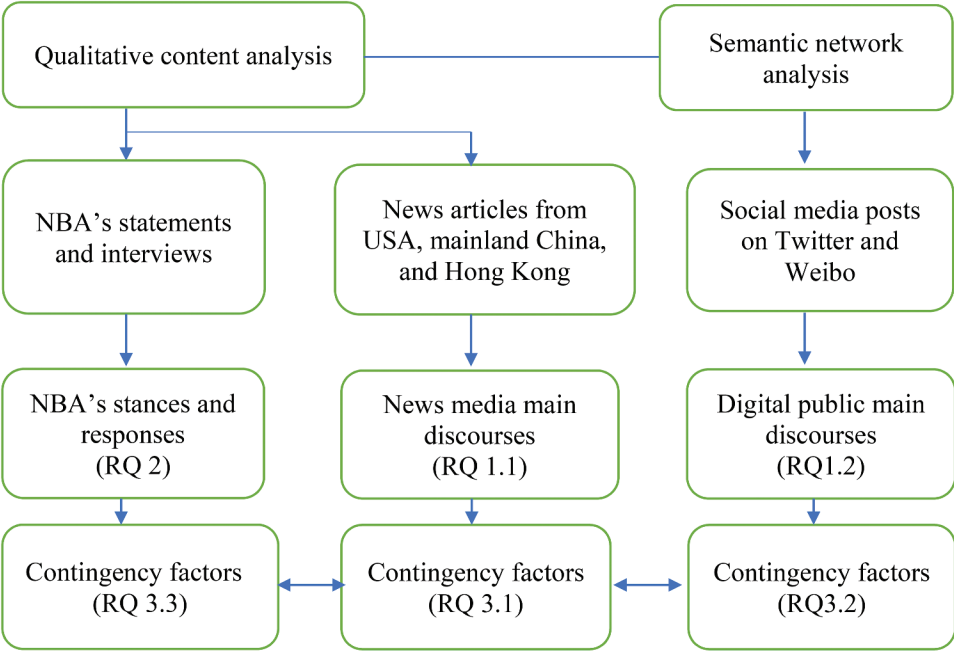 Qualitative content analysis
Semantic network
analysis
NBA’s statements
and interviews
News articles from
USA, mainland China,
and Hong Kong
Social media posts
on Twitter and
Weibo
NBA’s stances and
responses
(RQ 2)
News media main
discourses
(RQ 1.1)
Digital public main
discourses
(RQ1.2)
Contingency factors
(RQ 3.3)
Contingency factors
(RQ 3.1)
Contingency factors
(RQ3.2)